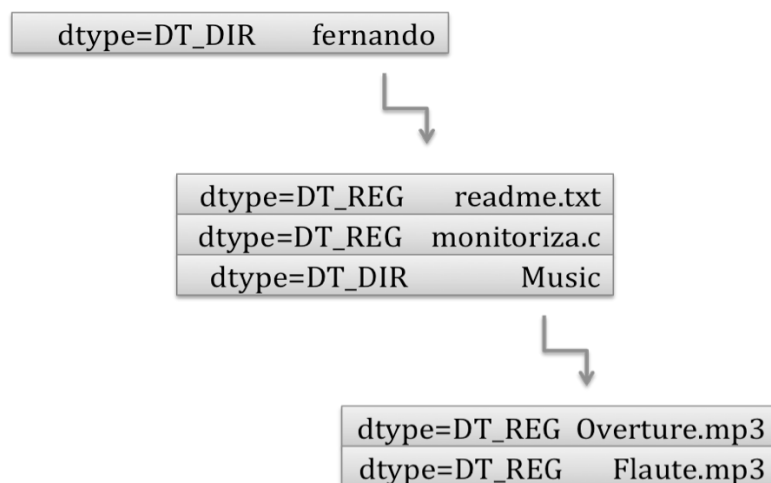 dtype=DT_DIR fernando
dtype=DT_REG readme.txt
dtype=DT_REG monitoriza.c
dtype=DT_DIR Music
dtype=DT_REG Overture.mp3
dtype=DT_REG Flaute.mp3